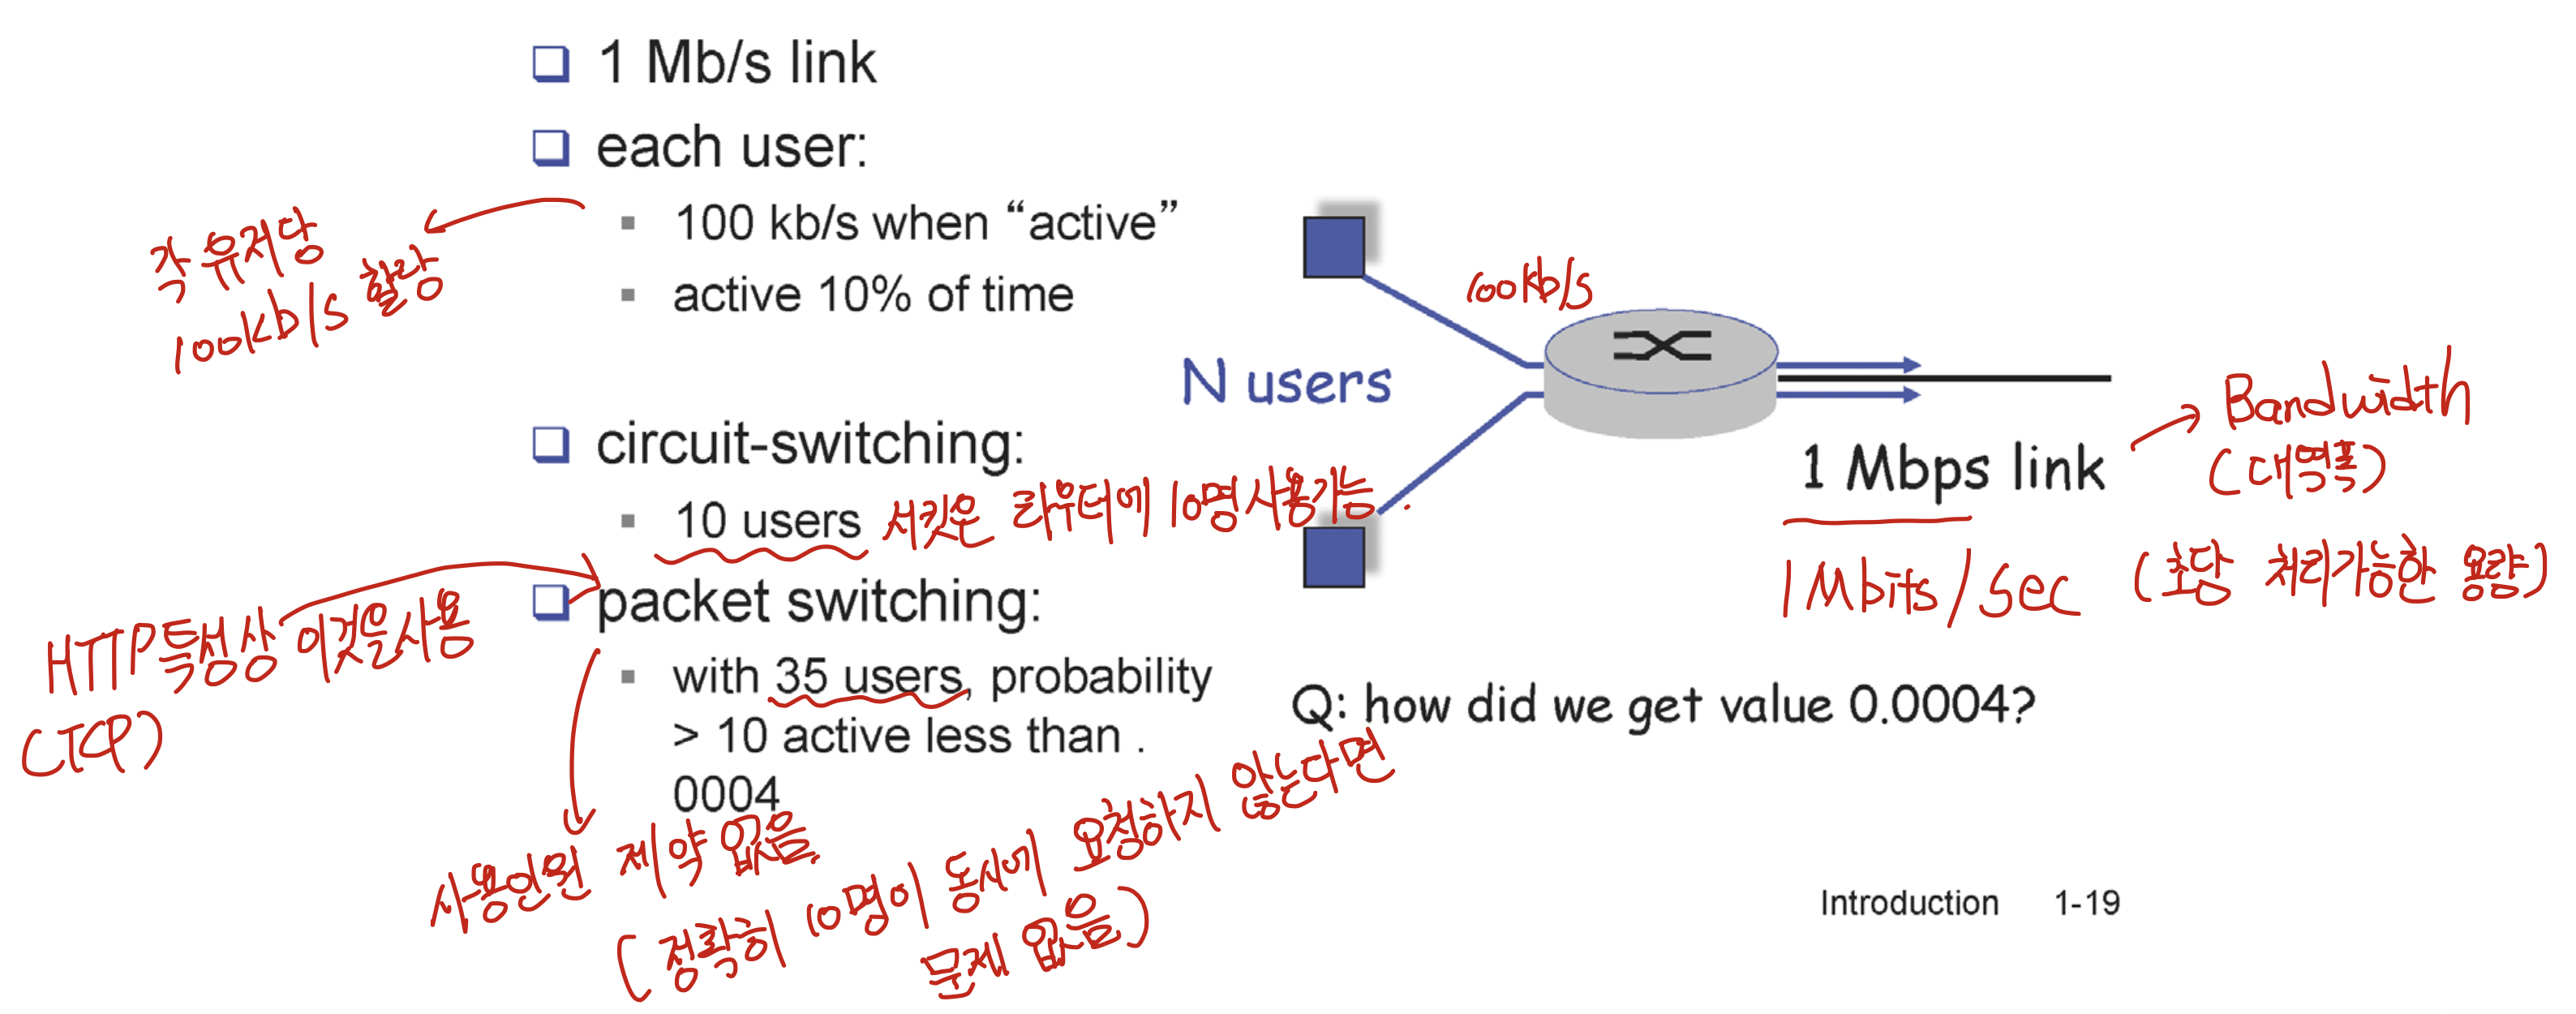 1 Mb/s link
each user:
100 kb/s when “active”
active 10% of time
각 유저당
100kb/s 할당
circuit-switching:
10 users 서킷은 라우터에 10명 사용가능.
packet switching:
HTTP 특성상 이것을 사용
(TCP)
with 35 users, probability
> 10 active less than .
0004
사용인원 제약 없음
(정확히 10명이 동시에 요청하지 않는다면
문제 없음)
100kb/s
N users
1 Mbps link
Bandwidth
(대역폭)
1Mbits/sec (초당 처리가능한 용량)
Q: how did we get value 0.0004?
Introduction 1-19